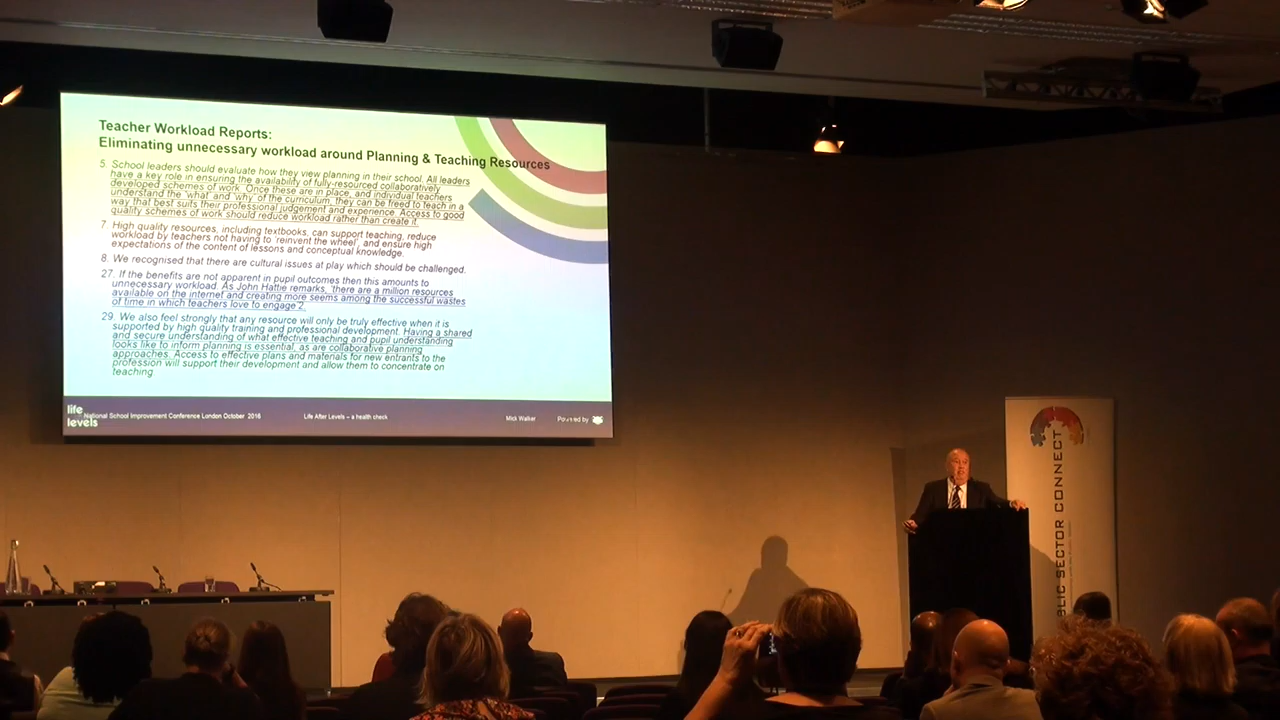 Teacher Workload Reports:
Eliminating unnecessary workload around Planning & Teaching Resources
5. School leaders should evaluate how they view planning in their school. All leaders
have a key role in ensuring the availability of fully-resourced collaboratively
developed schemes of work. Once these are in place, and individual teachers
understand the 'what' and 'why' of the curriculum, they can be freed to teach in a
way that best suits their professional judgement and experience. Access to good
quality schemes of work should reduce workload rather than create it.
7. High quality resources, including textbooks, can support teaching, reduce
workload by teachers not having to 'reinvent the wheel', and ensure high
expectations of the content of lessons and conceptual knowledge.
8. We recognised that there are cultural issues at play which should be challenged.
27. If the benefits are not apparent in pupil outcomes then this amounts to
unnecessary workload. As John Hattie remarks, 'there are a million resources
available on the internet and creating more seems among the successful wastes
of time in which teachers love to engage'2.
29. We also feel strongly that any resource will only be truly effective when it is
supported by high quality training and professional development. Having a shared
and secure understanding of what effective teaching and pupil understanding
looks like to inform planning is essential, as are collaborative planning
approaches. Access to effective plans and materials for new entrants to the
profession will support their development and allow them to concentrate on
teaching
life
levels
National School Improvement Conference London October 2016
Life After Levels – a health check
Mick Walker
Powered by
BLIC SECTOR CONNECT